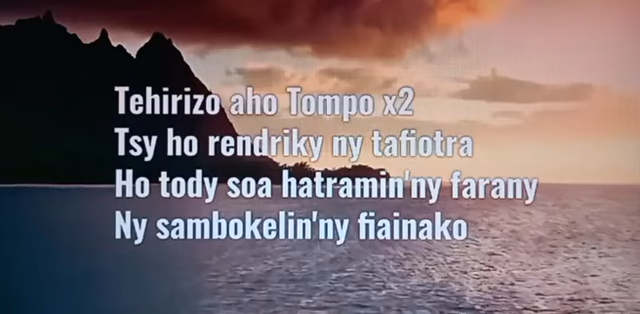 Tehirizo aho Tompo x2
Tsy ho rendriky ny tafiotra
Ho tody soa hatramin'ny farany
Ny sambokelin'ny fiainako